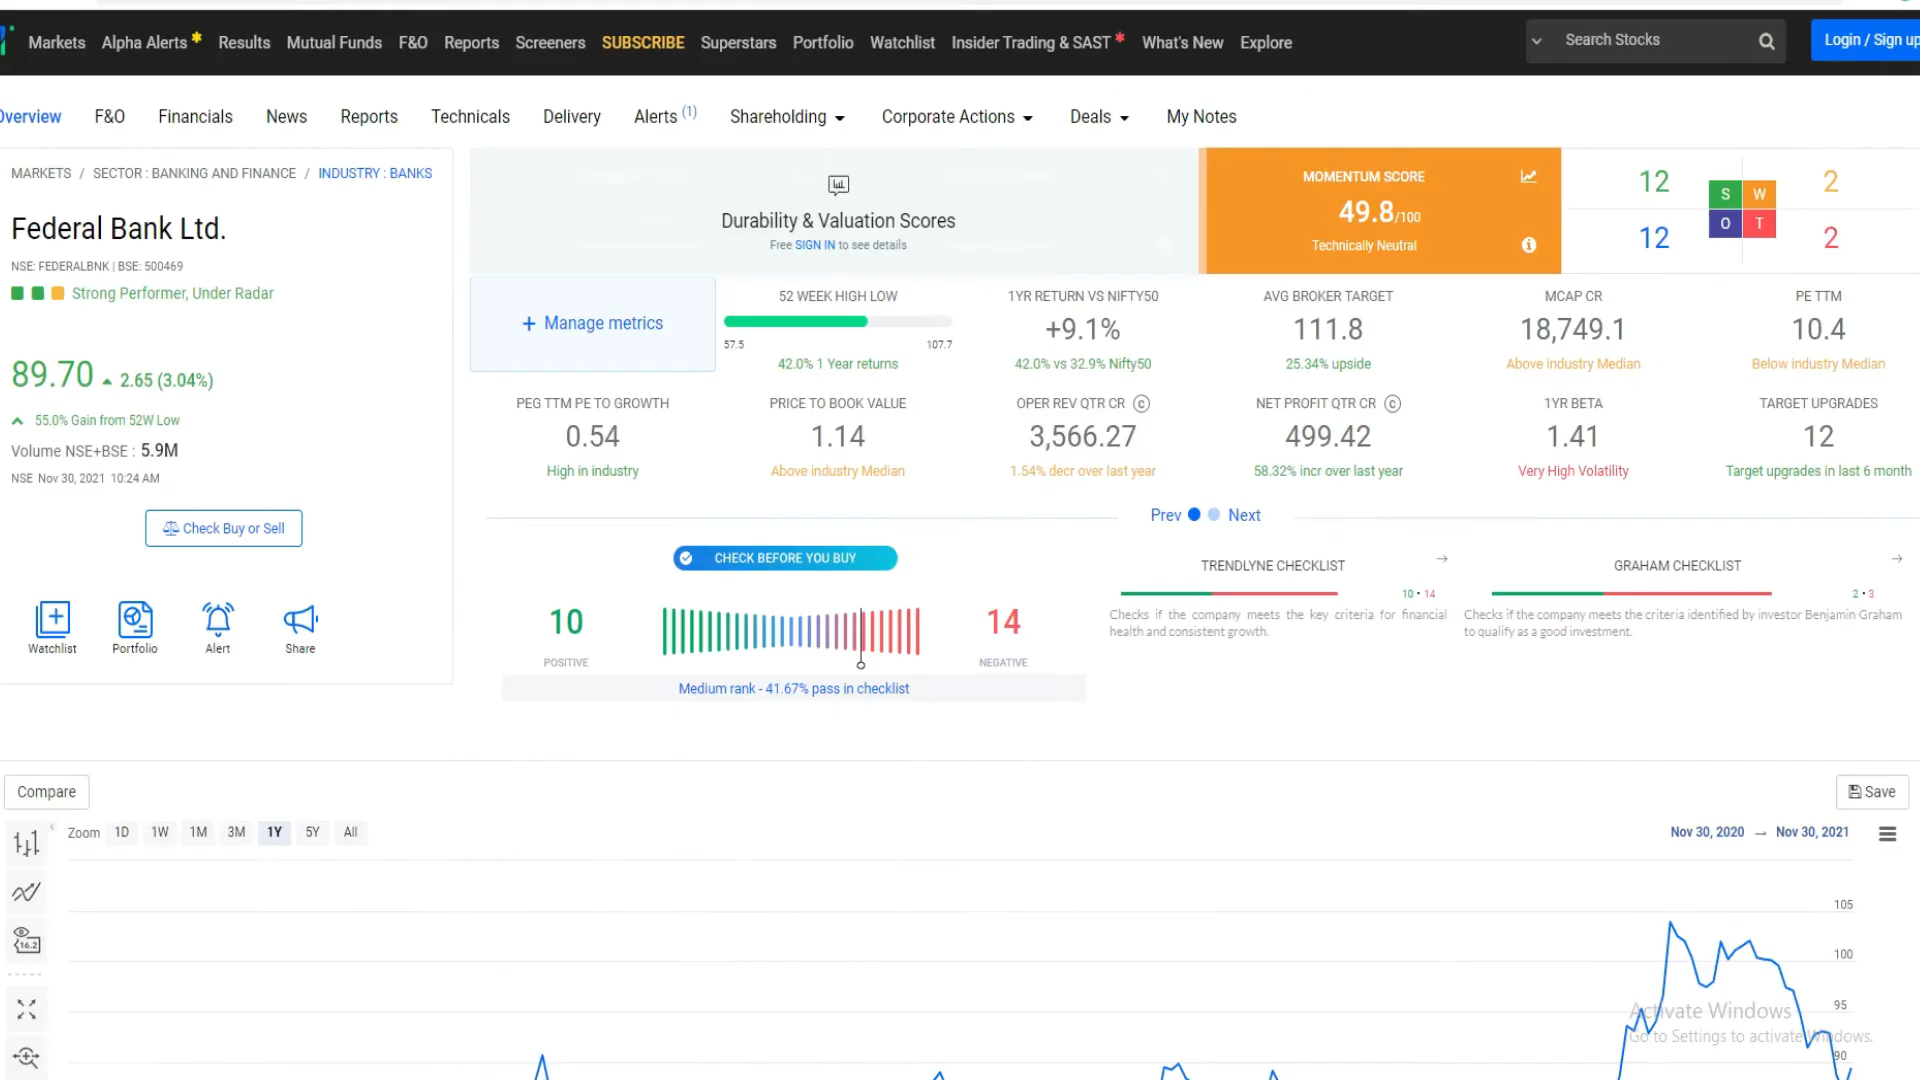 Markets Alpha Alerts Results Mutual Funds F&O Reports Screeners SUBSCRIBE Superstars Portfolio Watchlist Insider Trading & SAST * What's New Explore
Search Stocks
Login / Sign up
Overview F&O Financials News Reports Technicals Delivery Alerts (1) Shareholding Corporate Actions Deals My Notes
MARKETS / SECTOR : BANKING AND FINANCE / INDUSTRY : BANKS
Federal Bank Ltd.
NSE: FEDERALBNK | BSE: 500469
Strong Performer, Under Radar
89.70 2.65 (3.04%)
55.0% Gain from 52W Low
Volume NSE+BSE : 5.9M
NSE Nov 30, 2021 10:24 AM
Check Buy or Sell
Watchlist Portfolio Alert Share
Durability & Valuation Scores
Free SIGN IN to see details
MOMENTUM SCORE
49.8/100
Technically Neutral
12 S W 2
12 O T 2
+ Manage metrics
52 WEEK HIGH LOW
57.5 107.7
42.0% 1 Year returns
1YR RETURN VS NIFTY50
+9.1%
42.0% vs 32.9% Nifty50
AVG BROKER TARGET
111.8
25.34% upside
MCAP CR
18,749.1
Above industry Median
PE TTM
10.4
Below industry Median
PEG TTM PE TO GROWTH
0.54
High in industry
PRICE TO BOOK VALUE
1.14
Above industry Median
OPER REV QTR CR C
3,566.27
1.54% decr over last year
NET PROFIT QTR CR C
499.42
58.32% incr over last year
1YR BETA
1.41
Very High Volatility
TARGET UPGRADES
12
Target upgrades in last 6 month
Prev Next
CHECK BEFORE YOU BUY
10
POSITIVE
14
NEGATIVE
Medium rank - 41.67% pass in checklist
TRENDLYNE CHECKLIST
10 • 14
Checks if the company meets the key criteria for financial
health and consistent growth.
GRAHAM CHECKLIST
2 • 3
Checks if the company meets the criteria identified by investor Benjamin Graham
to qualify as a good investment.
Compare
Save
Zoom 1D 1W 1M 3M 1Y 5Y All
Nov 30, 2020 → Nov 30, 2021
16.2
105
100
95
90
Activate Windows
Go to Settings to activate Windows.